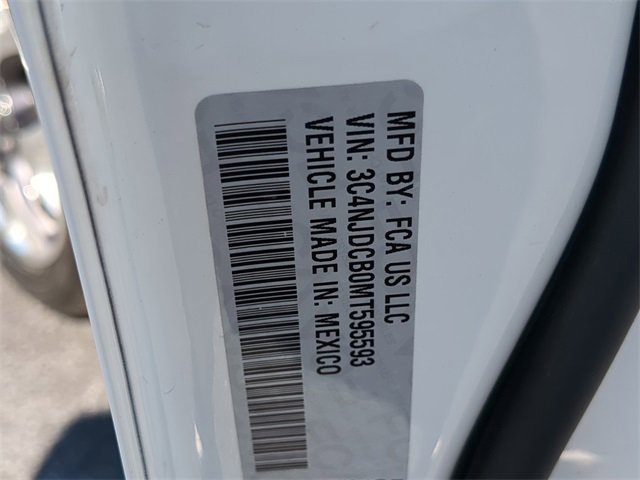 MFD BY: FCA US LLC
VIN: 3C4NJDCB0MT595593
VEHICLE MADE IN: MEXICO